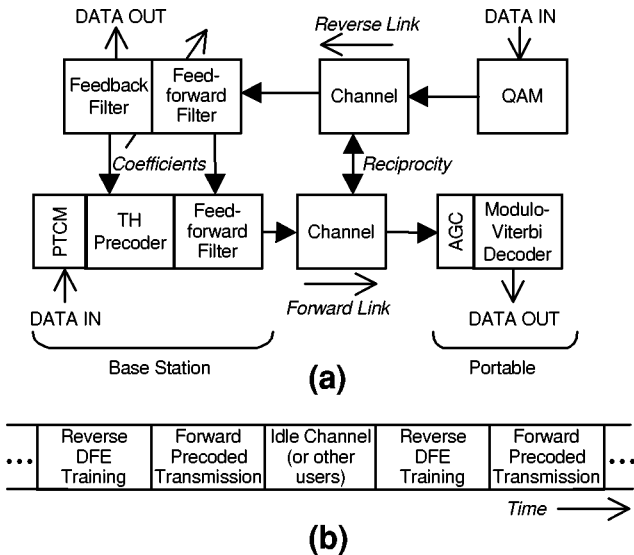 DATA OUT
Reverse Link
DATA IN
Feedback
Filter
Feed-
forward
Filter
Channel
QAM
Coefficients
Reciprocity
PTCM
TH
Precoder
Feed-
forward
Filter
Channel
AGC
Modulo-
Viterbi
Decoder
DATA IN
Forward Link
DATA OUT
Base Station
Portable
(a)
Reverse
DFE
Training
Forward
Precoded
Transmission
Idle Channel
(or other
users)
Reverse
DFE
Training
Forward
Precoded
Transmission
Time
(b)